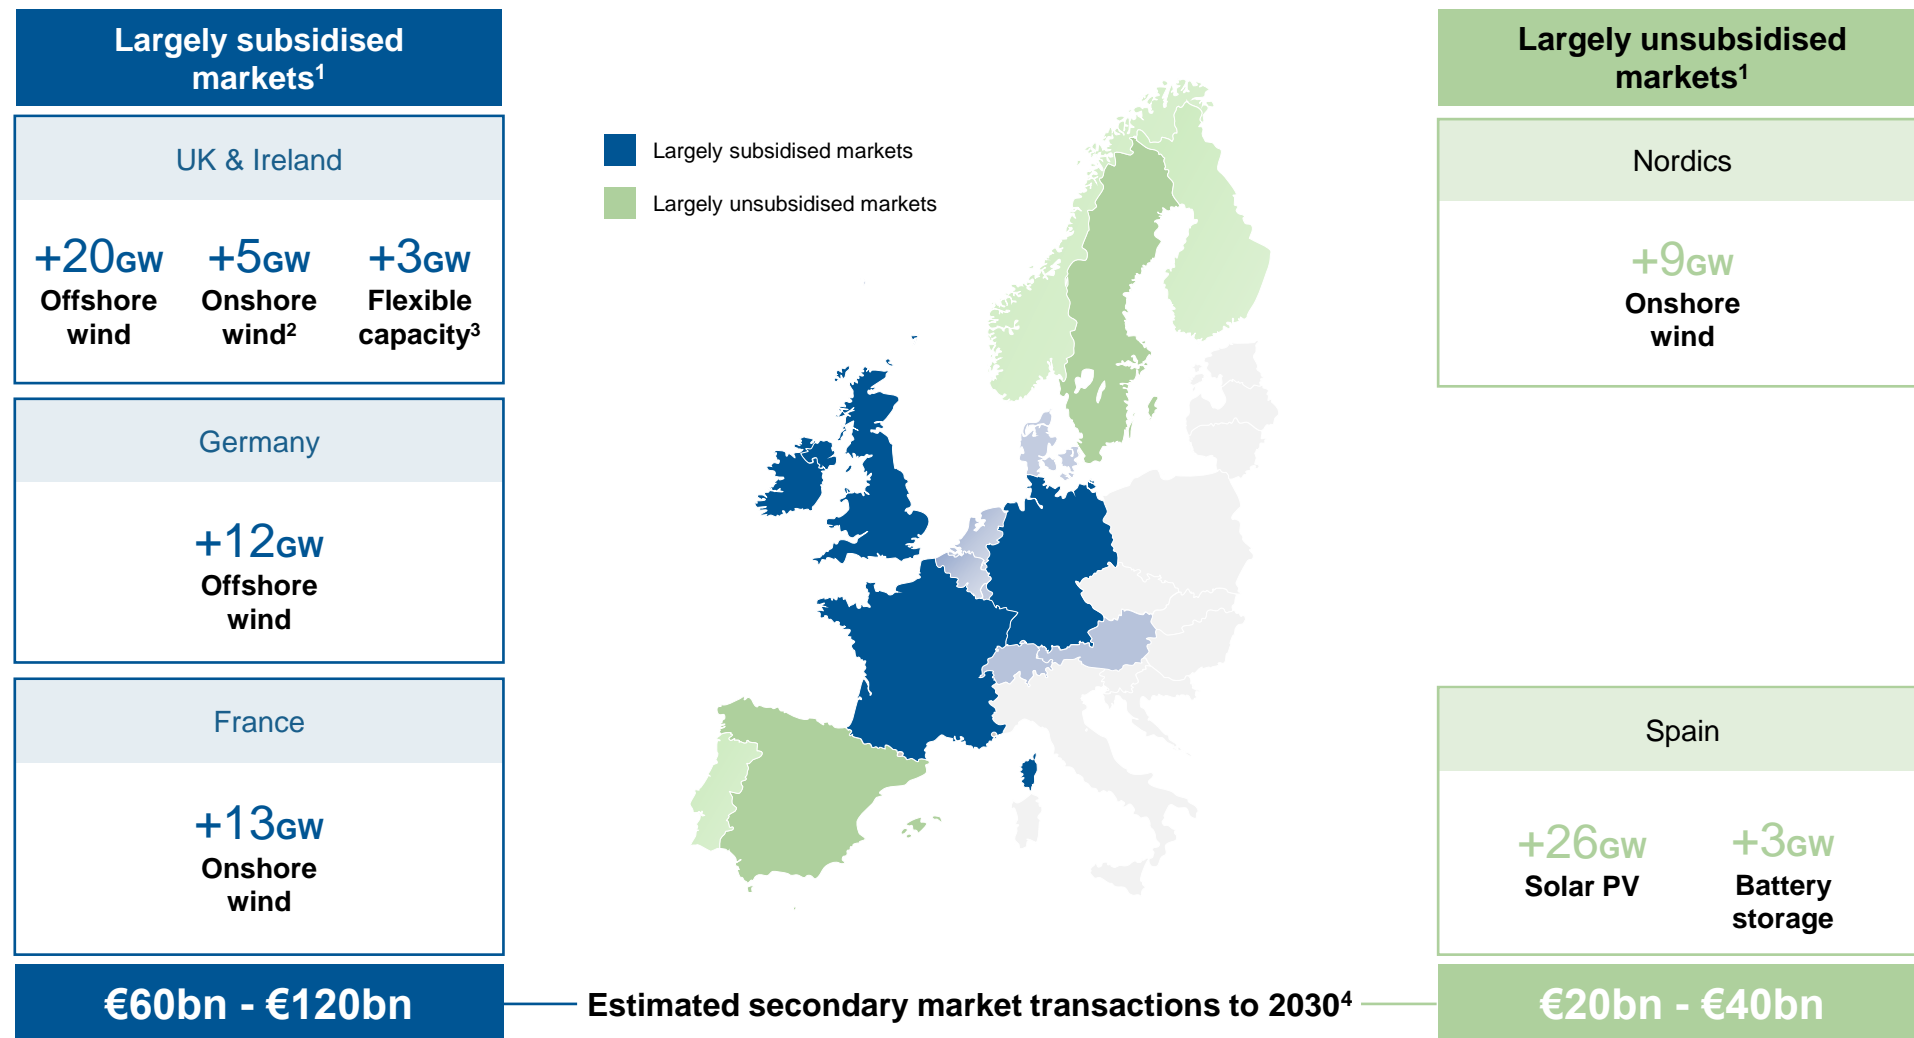 Largely subsidised
markets¹
UK & Ireland
+20GW
Offshore
wind
+5GW
Onshore
wind²
+3GW
Flexible
capacity³
Germany
+12GW
Offshore
wind
France
+13GW
Onshore
wind
€60bn - €120bn
Largely subsidised markets
Largely unsubsidised markets
Estimated secondary market transactions to 2030⁴
Largely unsubsidised
markets¹
Nordics
+9GW
Onshore
wind
Spain
+26GW
Solar PV
+3GW
Battery
storage
€20bn - €40bn